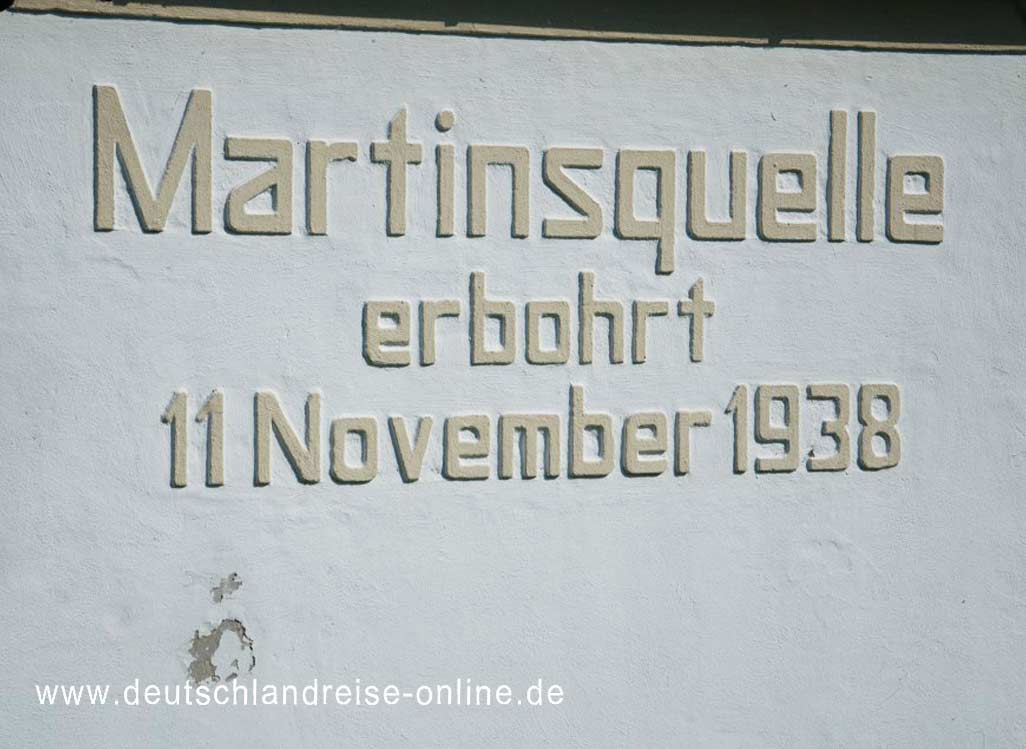 Martinsquelle
erbohrt
11 November 1938
www.deutschlandreise-online.de